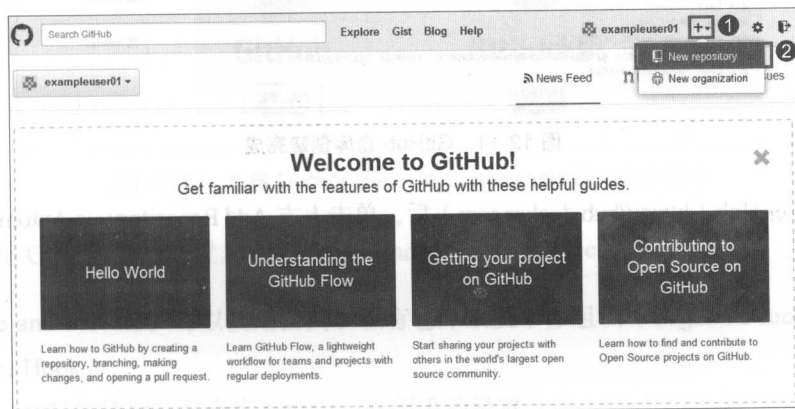 Search GitHub
Explore Gist Blog Help
exampleuser01 1
New repository 2
exampleuser01
News Feed
New organization
Welcome to GitHub!
Get familiar with the features of GitHub with these helpful guides.
Hello World
Learn how to GitHub by creating a
repository, branching, making
changes, and opening a pull request.
Understanding the
GitHub Flow
Learn GitHub Flow, a lightweight
workflow for teams and projects with
regular deployments.
Getting your project
on GitHub
Start sharing your projects with
others in the world's largest open
source community.
Contributing to
Open Source on
GitHub
Learn how to find and contribute to
Open Source projects on GitHub.